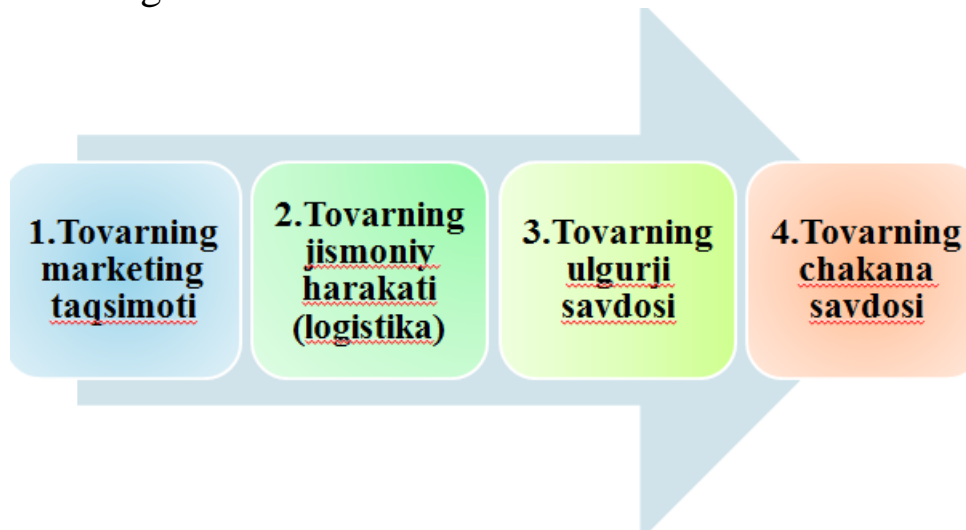 1.Tovarning
marketing
taqsimoti
2.Tovarning
jismoniy
harakati
(logistika)
3.Tovarning
ulgurji
savdosi
4.Tovarning
chakana
savdosi